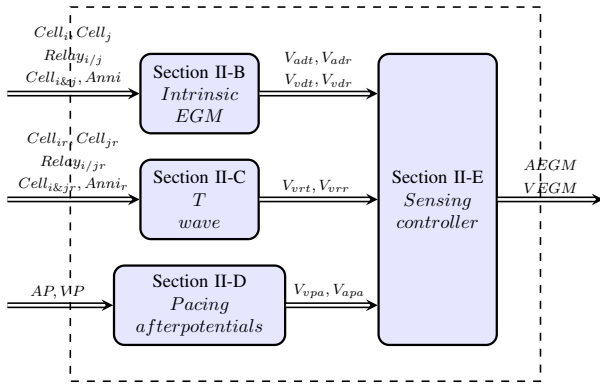 Cell_i, Cell_j
Relay_{i/j}
Cell_{i&j}, Anni
Section II-B
Intrinsic
EGM
V_{adt}, V_{adr}
V_{vdt}, V_{vdr}
Cell_{ir}, Cell_{jr}
Relay_{i/jr}
Cell_{i&jr}, Anni_r
Section II-C
T
wave
V_{vrt}, V_{vrr}
Section II-E
Sensing
controller
AEGM
VEGM
AP, VP
Section II-D
Pacing
afterpotentials
V_{vpa}, V_{apa}